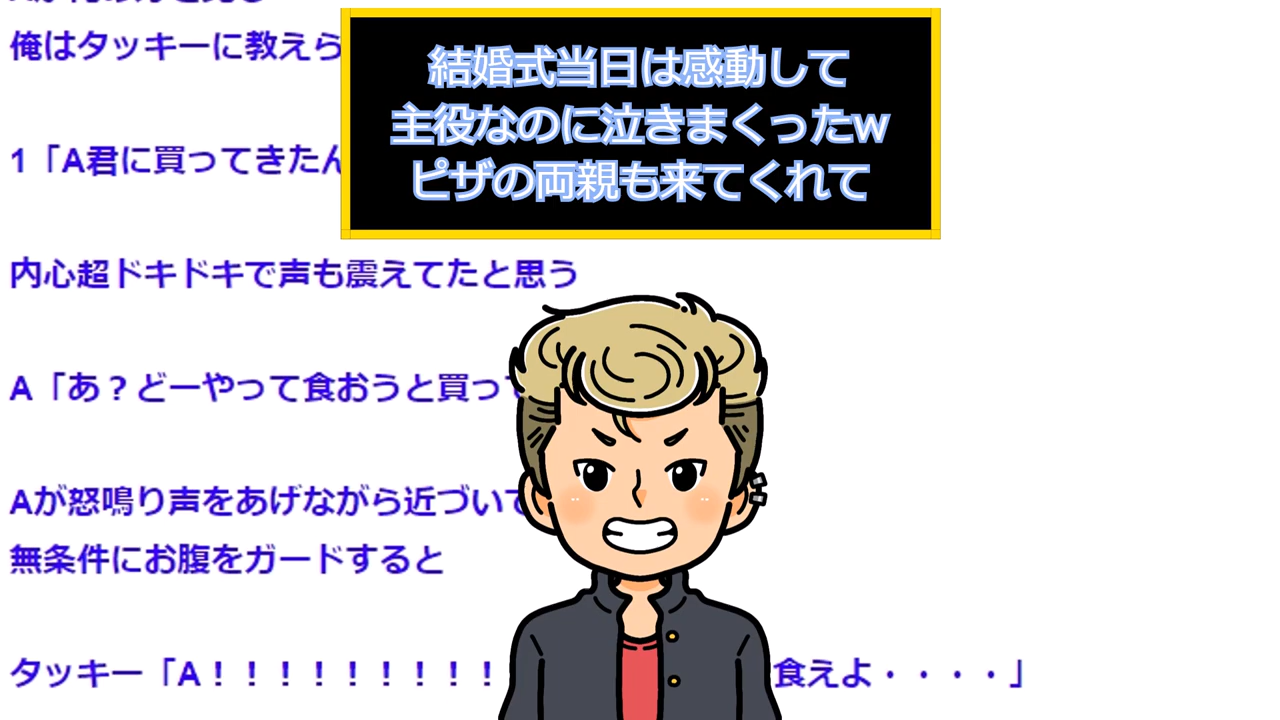 結婚式当日は感動して
主役なのに泣きまくったw
ピザの両親も来てくれて
俺はタッキーに教えら
1「A君に買ってきたん
内心超ドキドキで声も震えてたと思う
A「あ？どーやって食おうと買って
Aが怒鳴り声をあげながら近づいて
無条件にお腹をガードすると
タッキー「A！！！！！！！！！ 食えよ・・・・」